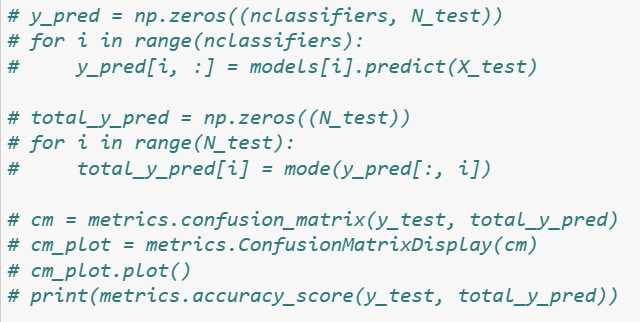 # y_pred = np.zeros((nclassifiers, N_test))
# for i in range(nclassifiers):
#     y_pred[i, :] = models[i].predict(X_test)

# total_y_pred = np.zeros((N_test))
# for i in range(N_test):
#     total_y_pred[i] = mode(y_pred[:, i])

# cm = metrics.confusion_matrix(y_test, total_y_pred)
# cm_plot = metrics.ConfusionMatrixDisplay(cm)
# cm_plot.plot()
# print(metrics.accuracy_score(y_test, total_y_pred))